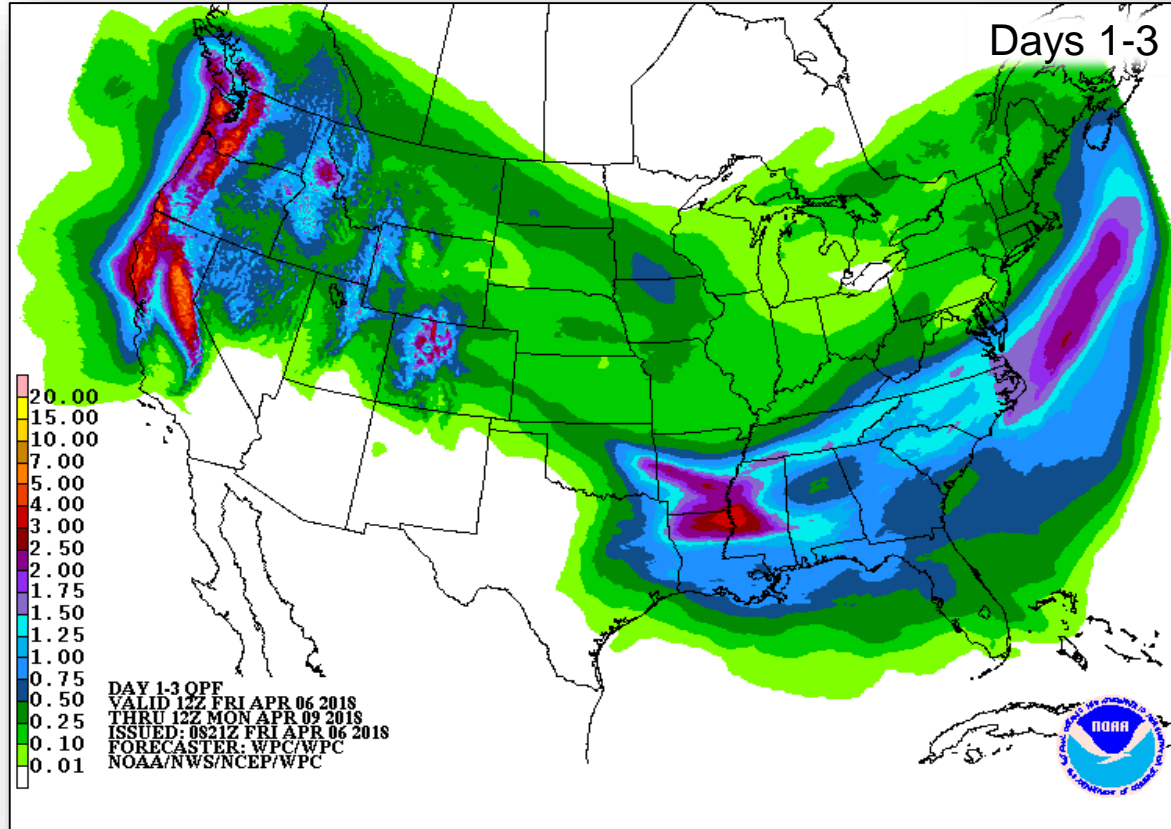 Days 1-3
20.00
15.00
10.00
7.00
5.00
4.00
3.00
2.50
2.00
1.75
1.50
1.25
1.00
0.75
0.50
0.25
0.10
0.01
DAY 1-3 QPF
VALID 12Z FRI APR 06 2018
THRU 12Z MON APR 09 2018
ISSUED: 0821Z FRI APR 06 2018
FORECASTER: WPC/WPC
NOAA/NWS/NCEP/WPC
NOAA